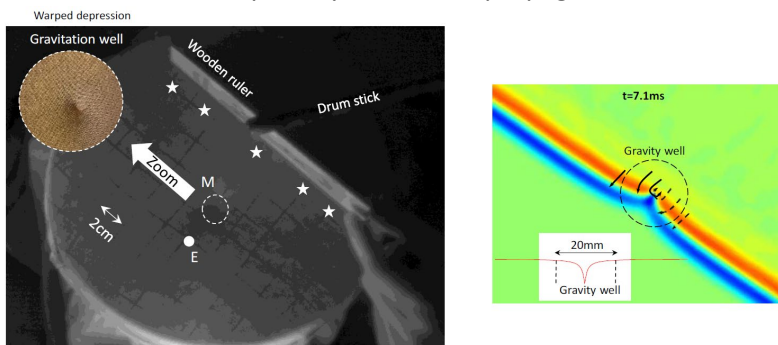 Warped depression
Gravitation well
Wooden ruler
Drum stick
Zoom
M
2cm
E
t=7.1ms
Gravity well
20mm
Gravity well